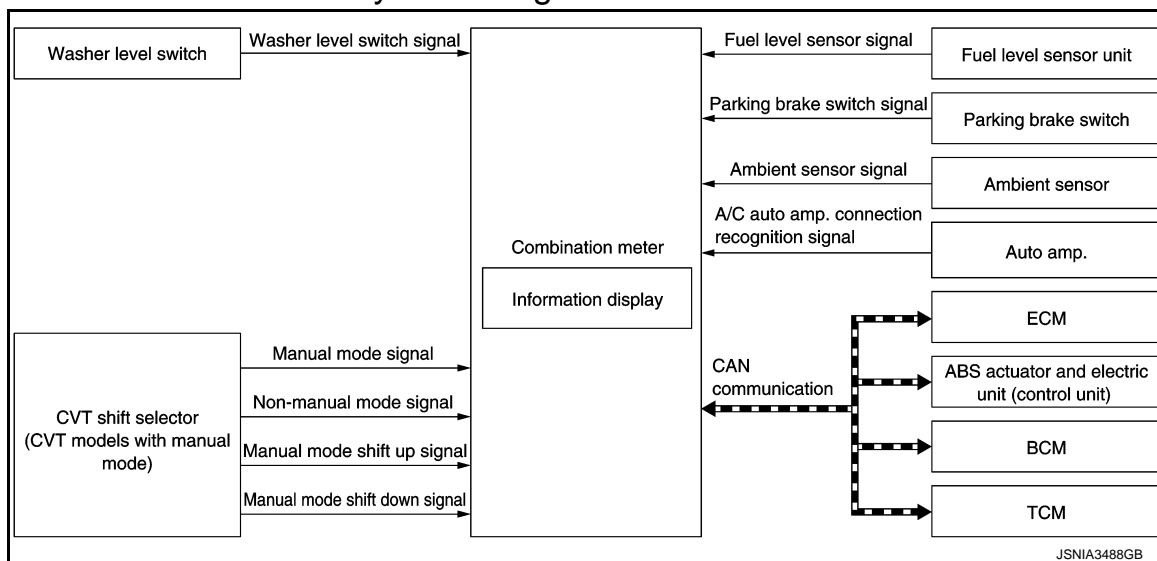 Washer level switch
Washer level switch signal
CVT shift selector
(CVT models with manual
mode)
Manual mode signal
Non-manual mode signal
Manual mode shift up signal
Manual mode shift down signal
Combination meter
Information display
Fuel level sensor signal
Fuel level sensor unit
Parking brake switch signal
Parking brake switch
Ambient sensor signal
Ambient sensor
A/C auto amp. connection
recognition signal
Auto amp.
CAN
communication
ECM
ABS actuator and electric
unit (control unit)
BCM
TCM
JSNIA3488GB